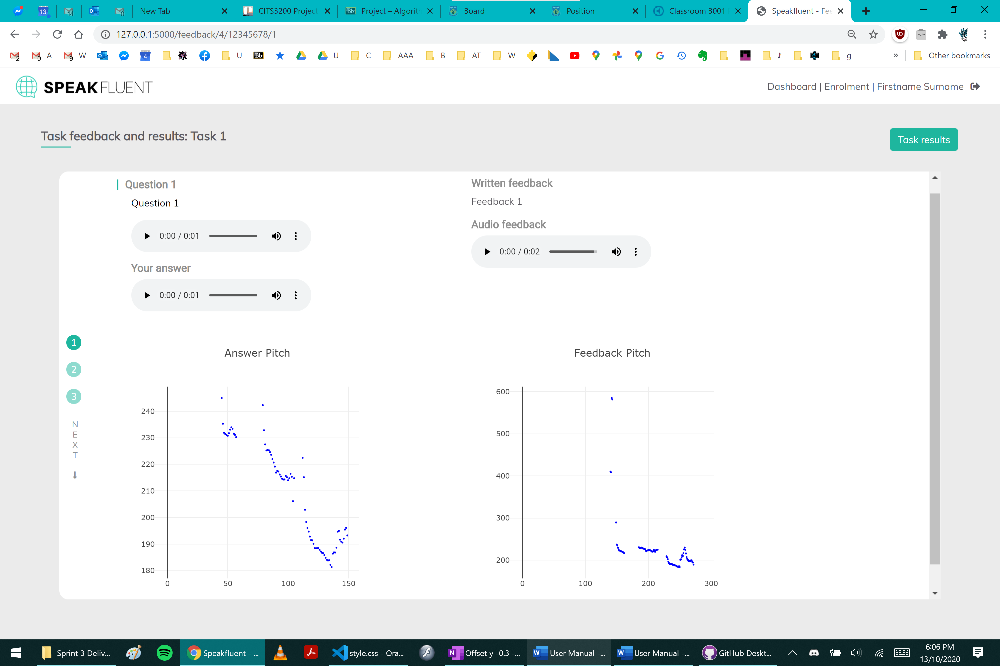 13
14
0
New Tab
CITS3200 Project
Project – Algorith
Board
Position
Classroom 3001
Speakfluent - Fee
127.0.0.1:5000/feedback/4/12345678/1
2
0 A
9 W
4
U
Bb
U
C
AAA
B
AT
W
g
»
Other bookmarks
SPEAKFLUENT
Dashboard | Enrolment | Firstname Surname
Task feedback and results: Task 1
Task results
Question 1
Question 1
0:00 / 0:01
Your answer
0:00 / 0:01
Written feedback
Feedback 1
Audio feedback
0:00 / 0:02
1
2
3
N
E
X
T
Answer Pitch
240
230
220
210
200
190
180
0 50 100 150
Feedback Pitch
600
500
400
300
200
0 100 200 300
Sprint 3 Deliv...
Speakfluent - ...
style.css - Ora...
Offset y -0.3 -...
User Manual -...
User Manual -...
GitHub Deskt...
6:06 PM
13/10/2020